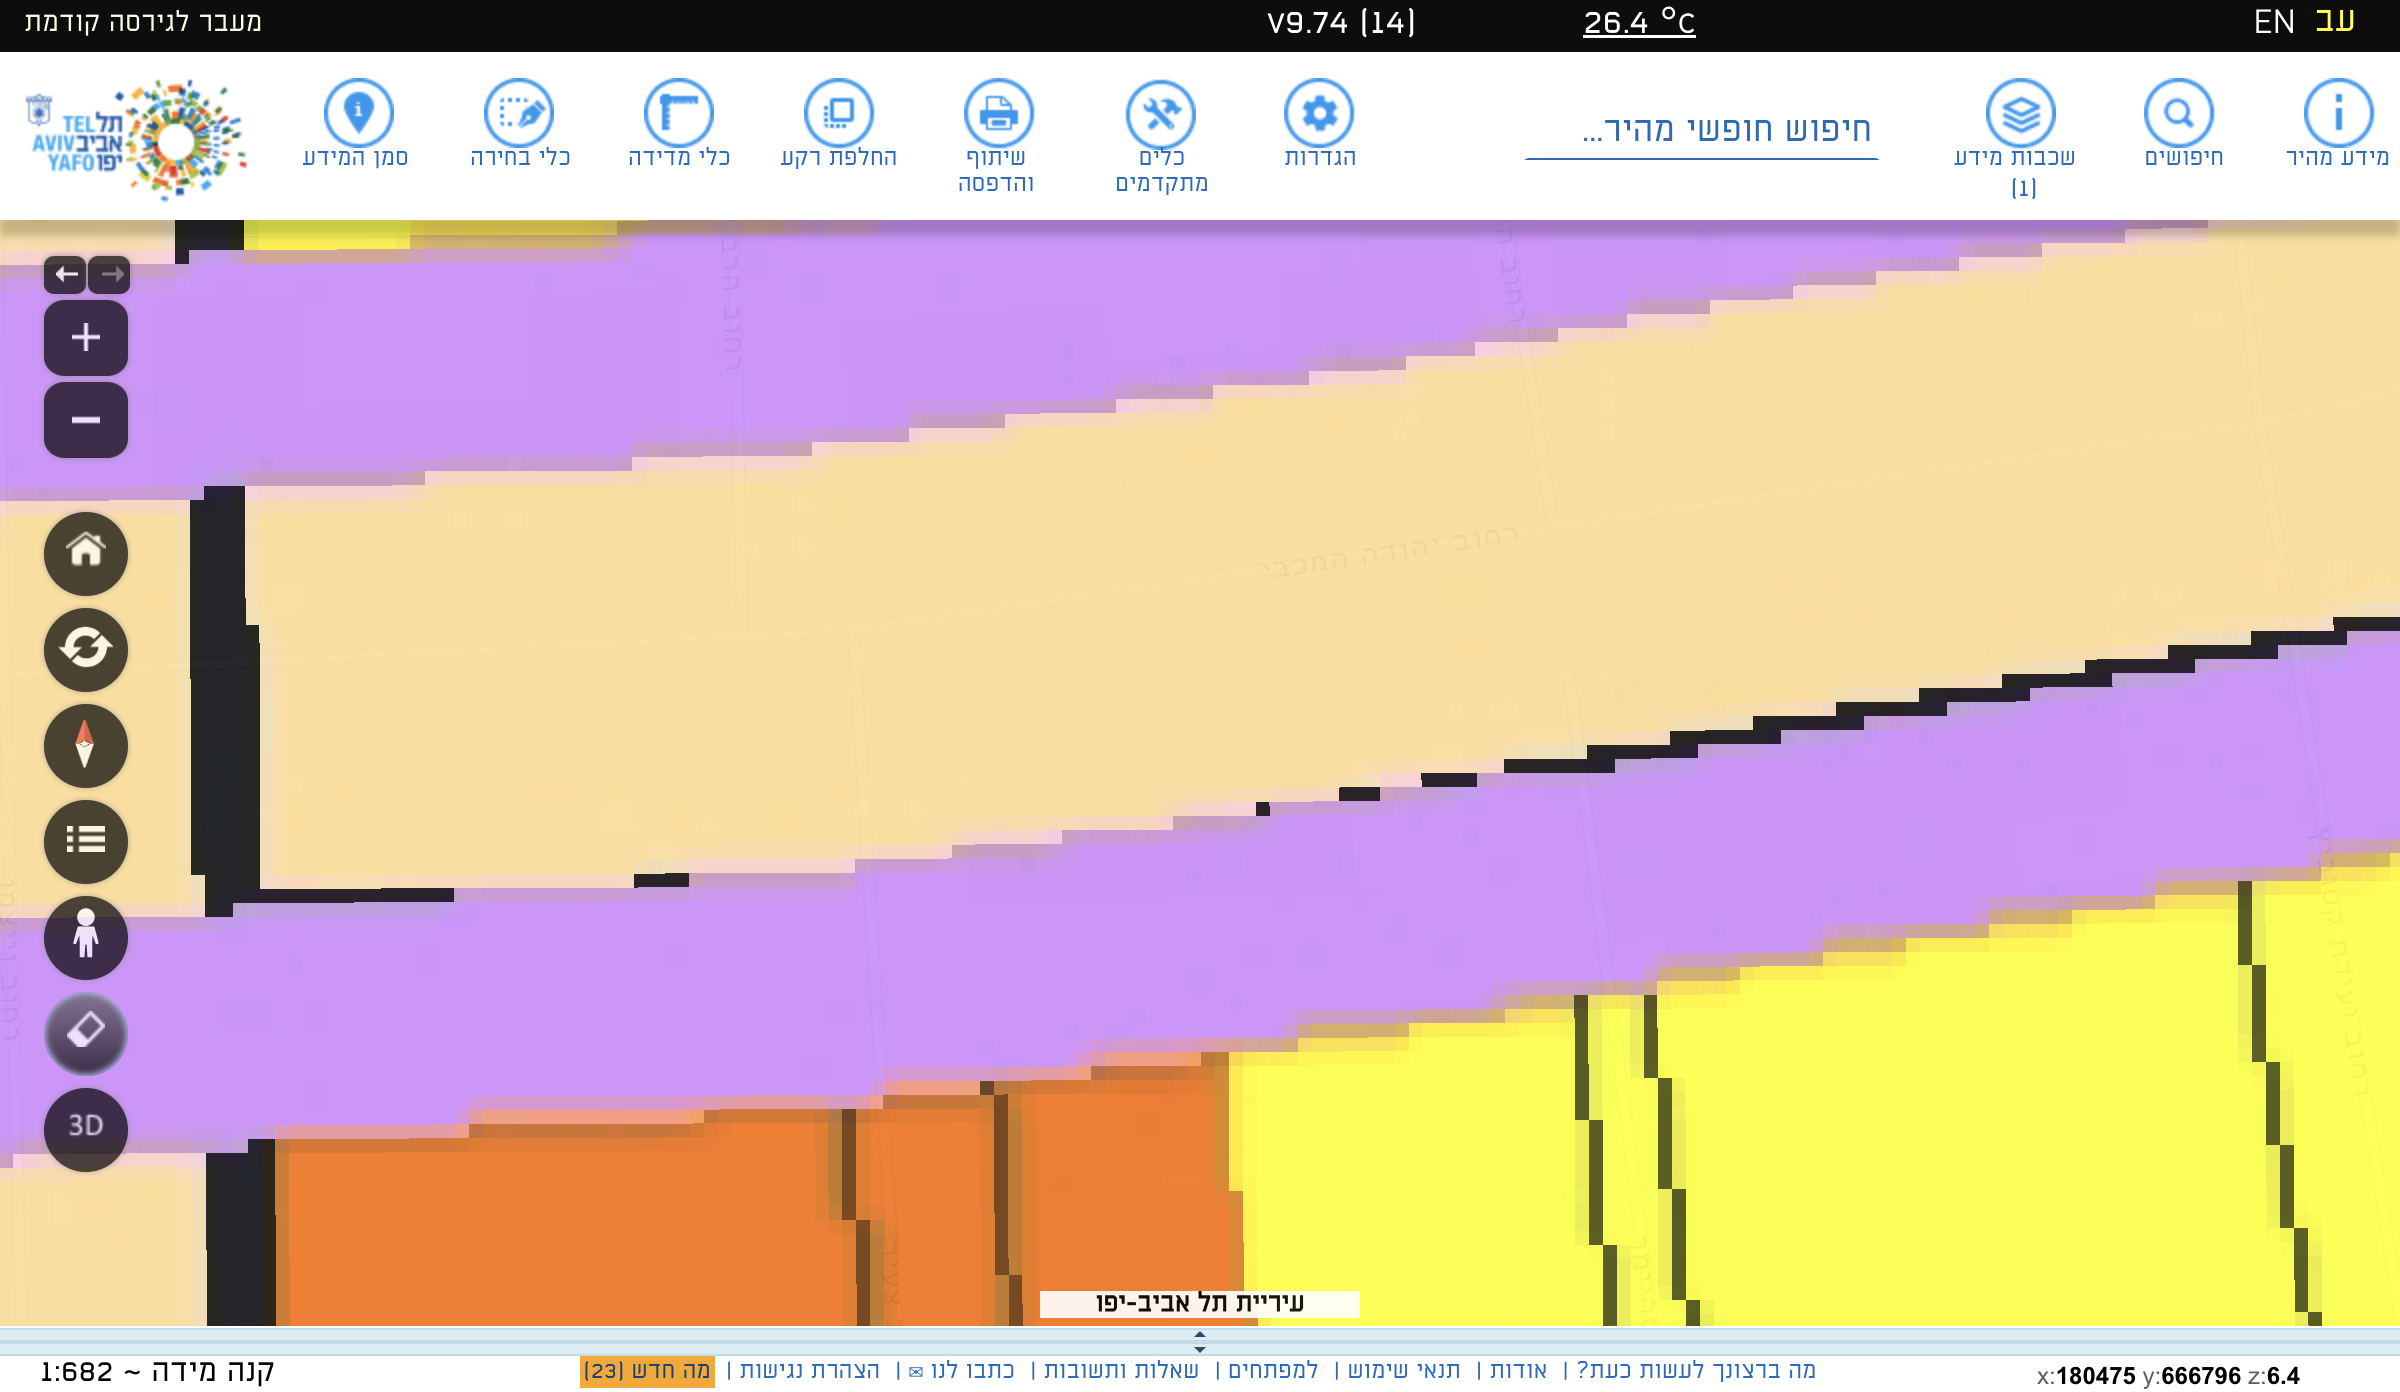 עב EN
26.4 °C
V9.74 (14)
מעבר לגירסה קודמת
מידע מהיר
חיפושים
שכבות מידע
(1)
חיפוש חופשי מהיר...
הגדרות
כלים
מתקדמים
שיתוף
והדפסה
החלפת רקע
כלי מדידה
כלי בחירה
סמן המידע
תל TEL
אביב AVIV
יפו YAFO
רחוב יהודה המכבי
3D
עיריית תל אביב-יפו
מה ברצונך לעשות כעת? | אודות | תנאי שימוש | למפתחים | שאלות ותשובות | כתבו לנו ✉ | הצהרת נגישות | מה חדש (23)
קנה מידה ~ 1:682
x:180475 y:666796 z:6.4